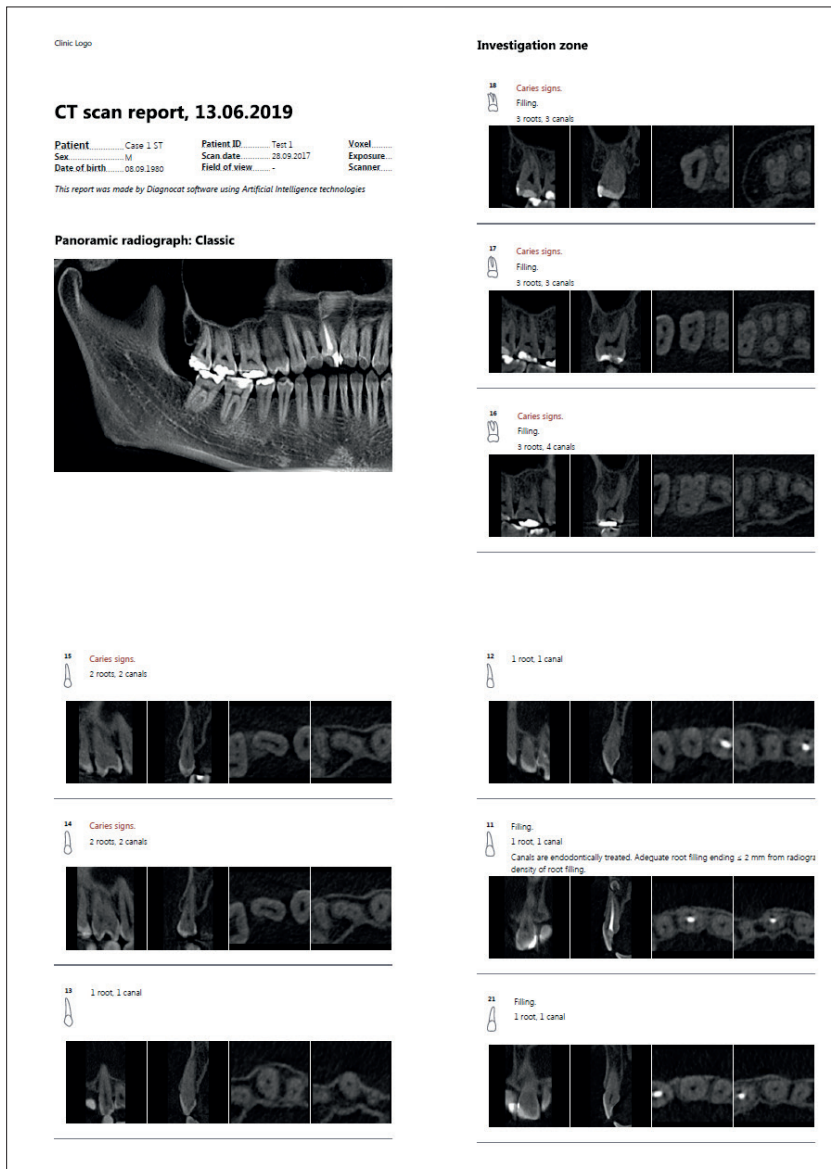 Clinic Logo
CT scan report, 13.06.2019
Patient.............. Case 1 ST
Patient ID............ Test 1
Voxel.........
Sex...................... M
Scan date............ 28.09.2017
Exposure...
Date of birth....... 08.09.1980
Field of view....... -
Scanner.....
This report was made by Diagnocat software using Artificial Intelligence technologies
Panoramic radiograph: Classic
Investigation zone
18
Caries signs.
Filling.
3 roots, 3 canals
17
Caries signs.
Filling.
3 roots, 3 canals
16
Caries signs.
Filling.
3 roots, 4 canals
15
Caries signs.
2 roots, 2 canals
14
Caries signs.
2 roots, 2 canals
13
1 root, 1 canal
12
1 root, 1 canal
11
Filling.
1 root, 1 canal
Canals are endodontically treated. Adequate root filling ending ≤ 2 mm from radiogra
density of root filling.
21
Filling.
1 root, 1 canal